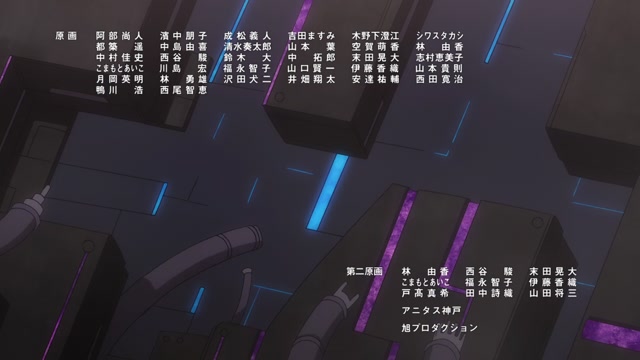 原画 阿部尚人 濱中朋子 成松義人 吉田ますみ 木野下澄江 シワスタカシ
都築遥 中島由喜 清水奏太郎 山本葉 空賀萌香 林由香
中村佳史 西谷駿 鈴木大 中拓郎 末田晃大 志村恵美子
こまもとあいこ 川島宏 福永智子 山口賢一 伊藤香織 山本貴則
月岡英明 林勇雄 沢田犬二 井畑翔太 安達祐輔 西田寛治
鴨川浩 西尾智恵
第二原画 林由香 西谷駿 末田晃大
こまもとあいこ 福永智子 伊藤香織
戸髙真希 田中詩織 山田将三
アニタス神戸
旭プロダクション